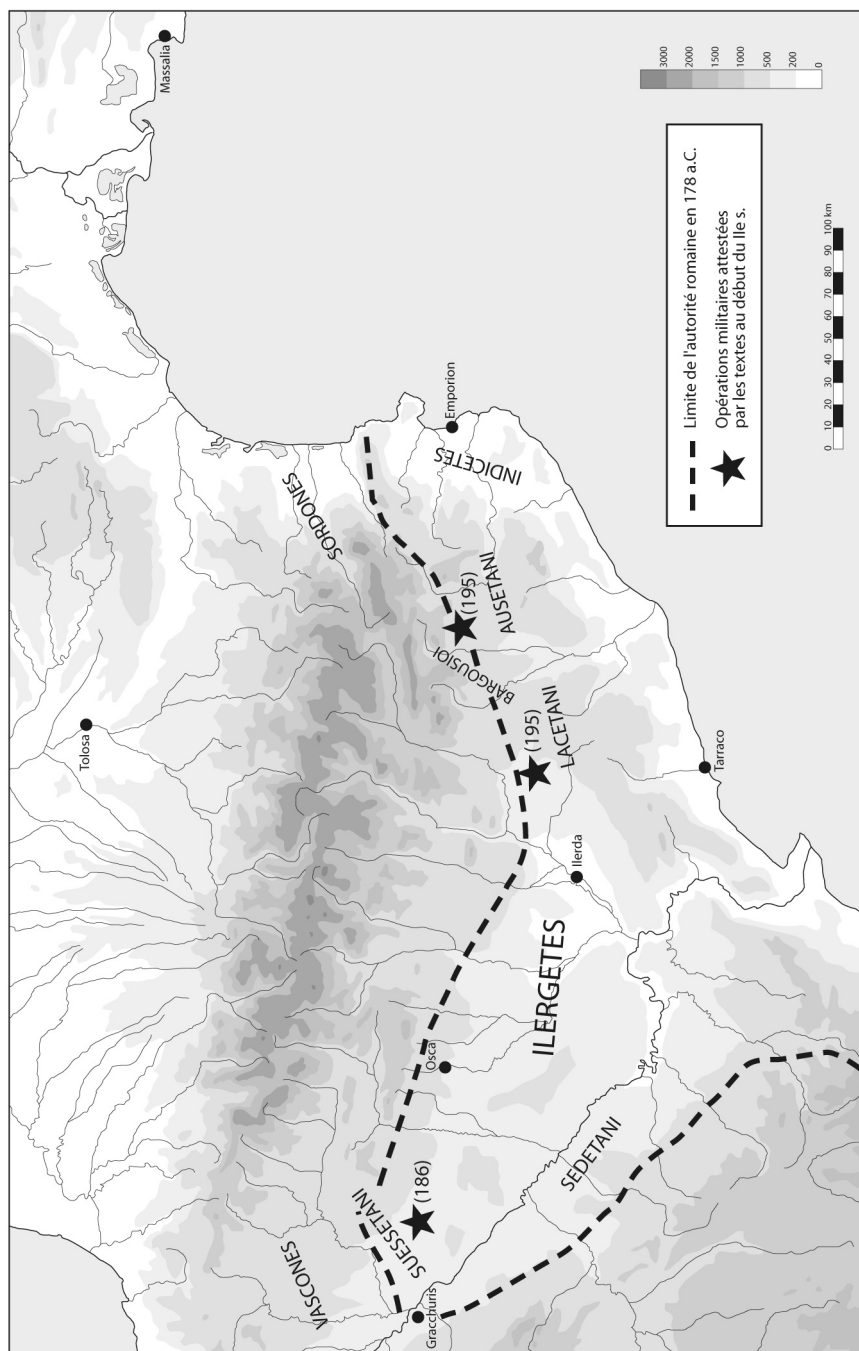 Massalia
Tolosa
SORDONES
Emporion
INDICETES
(195)
AUSETANI
BARGOUSIOI
(195)
LACETANI
Tarraco
Ilerda
ILERGETES
Osca
SEDETANI
(186)
SUESSETANI
VASCONES
Gracchuris
Limite de l'autorité romaine en 178 a.C.
Opérations militaires attestées
par les textes au début du IIe s.
3000
2000
1500
1000
500
200
0
0 10 20 30 40 50 60 70 80 90 100 km